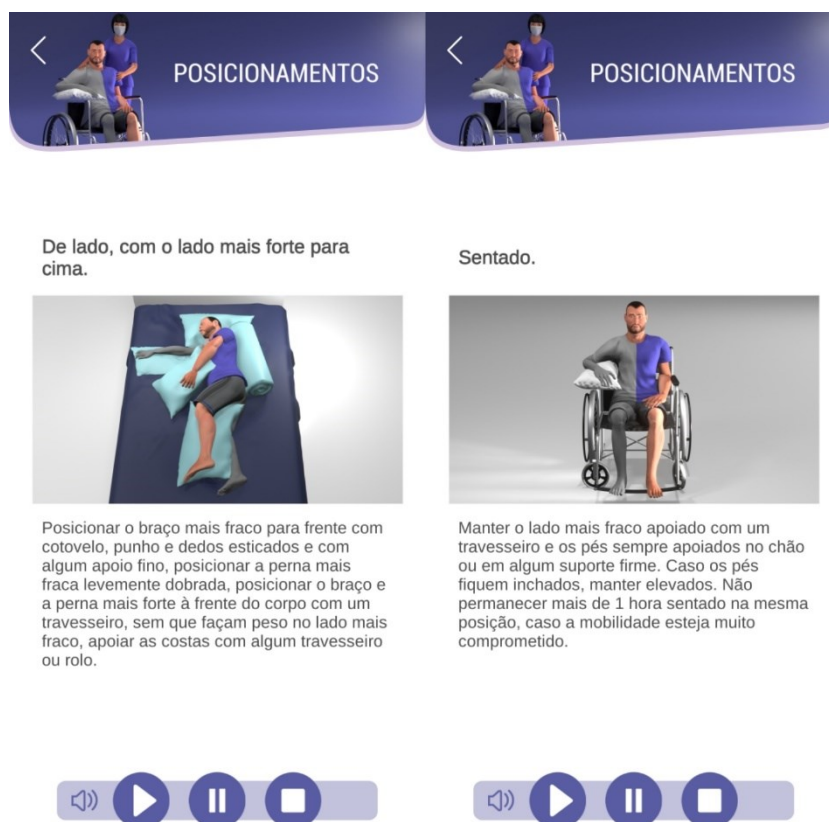 POSICIONAMENTOS
De lado, com o lado mais forte para
cima.
Posicionar o braço mais fraco para frente com
cotovelo, punho e dedos esticados e com
algum apoio fino, posicionar a perna mais
fraca levemente dobrada, posicionar o braço e
a perna mais forte à frente do corpo com um
travesseiro, sem que façam peso no lado mais
fraco, apoiar as costas com algum travesseiro
ou rolo.
POSICIONAMENTOS
Sentado.
Manter o lado mais fraco apoiado com um
travesseiro e os pés sempre apoiados no chão
ou em algum suporte firme. Caso os pés
fiquem inchados, manter elevados. Não
permanecer mais de 1 hora sentado na mesma
posição, caso a mobilidade esteja muito
comprometido.